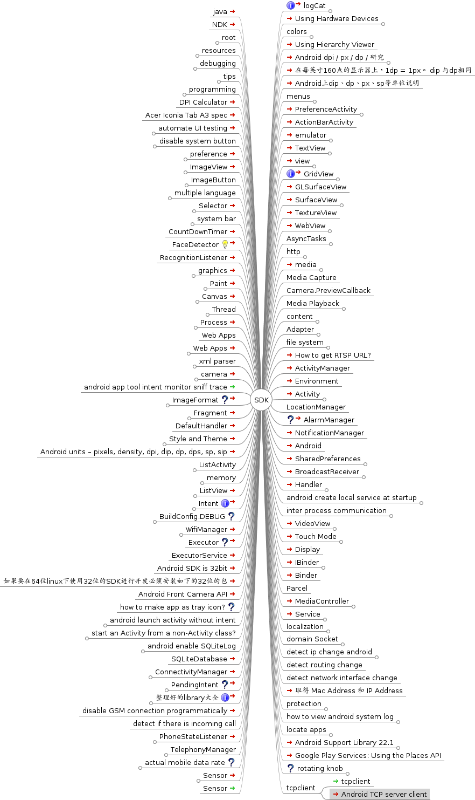 java
NDK
root
resources
debugging
tips
programming
DPI Calculator
Acer Iconia Tab A3 spec
automate UI testing
disable system button
preference
ImageView
ImageButton
multiple language
Selector
system bar
CountDownTimer
FaceDetector
RecognitionListener
graphics
Paint
Canvas
Thread
Process
Web Apps
Web Apps
xml parser
camera
android app tool intent monitor sniff trace
ImageFormat
Fragment
DefaultHandler
Style and Theme
Android units – pixels, density, dpi, dip, dp, dps, sp, sip
ListActivity
memory
ListView
Intent
BuildConfig.DEBUG
WifiManager
Executor
ExecutorService
Android SDK is 32bit
如果要在64位linux下使用32位的SDK进行开发必须安装如下的32位的包
Android Front Camera API
how to make app as tray icon?
android launch activity without intent
start an Activity from a non-Activity class?
android enable SQLiteLog
SQLiteDatabase
ConnectivityManager
PendingIntent
整理好的library大全
disable GSM connection programmatically
detect if there is incoming call
PhoneStateListener
TelephonyManager
actual mobile data rate
Sensor
Sensor
SDK
logCat
Using Hardware Devices
colors
Using Hierarchy Viewer
Android dpi / px / dp / 研究
在每英寸160点的显示器上，1dp = 1px。 dip 与dp相同
Android上dip、dp、px、sp等单位说明
menus
PreferenceActivity
ActionBarActivity
emulator
TextView
view
GridView
GLSurfaceView
SurfaceView
TextureView
WebView
AsyncTasks
http
media
Media Capture
Camera.PreviewCallback
Media Playback
content
Adapter
file system
How to get RTSP URL?
ActivityManager
Environment
Activity
LocationManager
AlarmManager
NotificationManager
Android
SharedPreferences
BroadcastReceiver
Handler
android create local service at startup
inter process communication
VideoView
Touch Mode
Display
IBinder
Binder
Parcel
MediaController
Service
localization
domain Socket
detect ip change android
detect routing change
detect network interface change
取得 Mac Address 和 IP Address
protection
how to view android system log
locate apps
Android Support Library 22.1
Google Play Services: Using the Places API
rotating knob
tcpclient
tcpclient
Android TCP server client